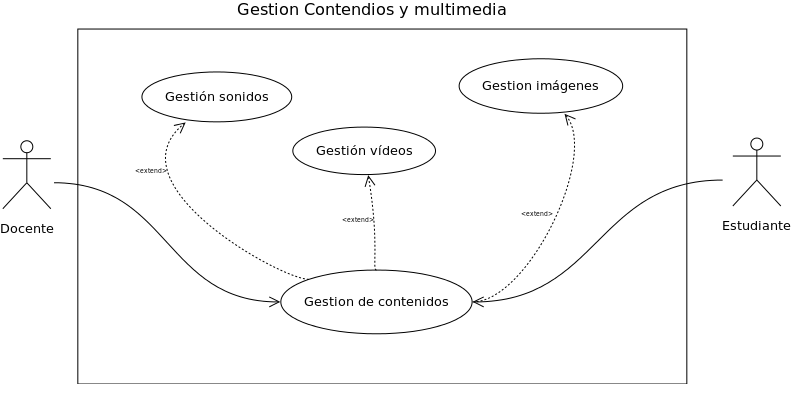 Gestion Contendios y multimedia
Gestión sonidos
Gestion imágenes
Gestión vídeos
<extend>
<extend>
<extend>
Docente
Estudiante
Gestion de contenidos